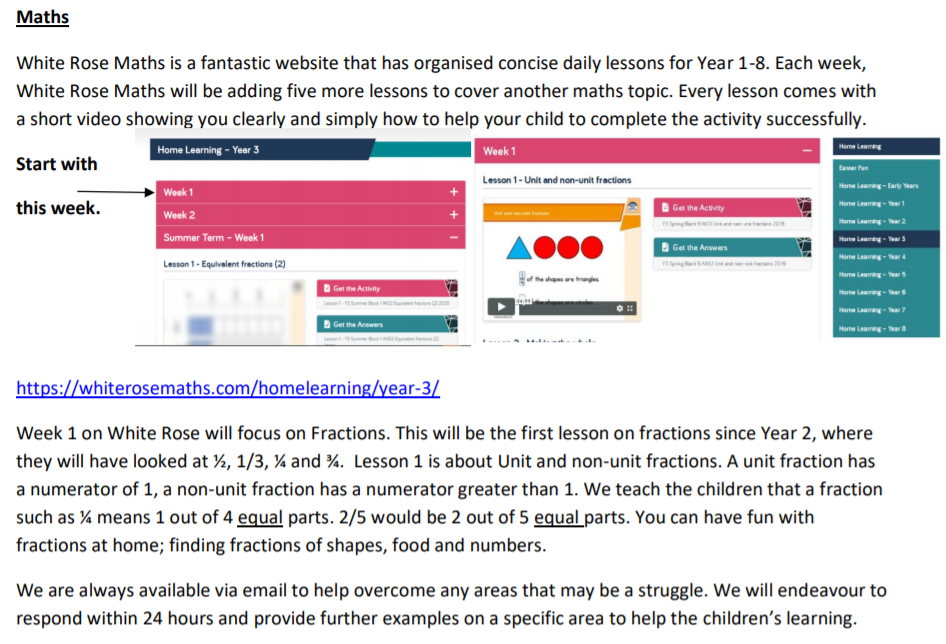 Maths
White Rose Maths is a fantastic website that has organised concise daily lessons for Year 1-8. Each week,
White Rose Maths will be adding five more lessons to cover another maths topic. Every lesson comes with
a short video showing you clearly and simply how to help your child to complete the activity successfully.
Start with
this week.
Home Learning – Year 3
Week 1
Week 2
Summer Term – Week 1
Lesson 1 - Equivalent fractions (2)
Get the Activity
Get the Answers
Week 1
Lesson 1 - Unit and non-unit fractions
of the shapes are triangles
Get the Activity
Get the Answers
Home Learning
Easter Fun
Home Learning – Early Years
Home Learning – Year 1
Home Learning – Year 2
Home Learning – Year 3
Home Learning – Year 4
Home Learning – Year 5
Home Learning – Year 6
Home Learning – Year 7
Home Learning – Year 8
https://whiterosemaths.com/homelearning/year-3/
Week 1 on White Rose will focus on Fractions. This will be the first lesson on fractions since Year 2, where
they will have looked at ½, 1/3, ¼ and ¾.  Lesson 1 is about Unit and non-unit fractions. A unit fraction has
a numerator of 1, a non-unit fraction has a numerator greater than 1. We teach the children that a fraction
such as ¼ means 1 out of 4 equal parts. 2/5 would be 2 out of 5 equal parts. You can have fun with
fractions at home; finding fractions of shapes, food and numbers.
We are always available via email to help overcome any areas that may be a struggle. We will endeavour to
respond within 24 hours and provide further examples on a specific area to help the children's learning.